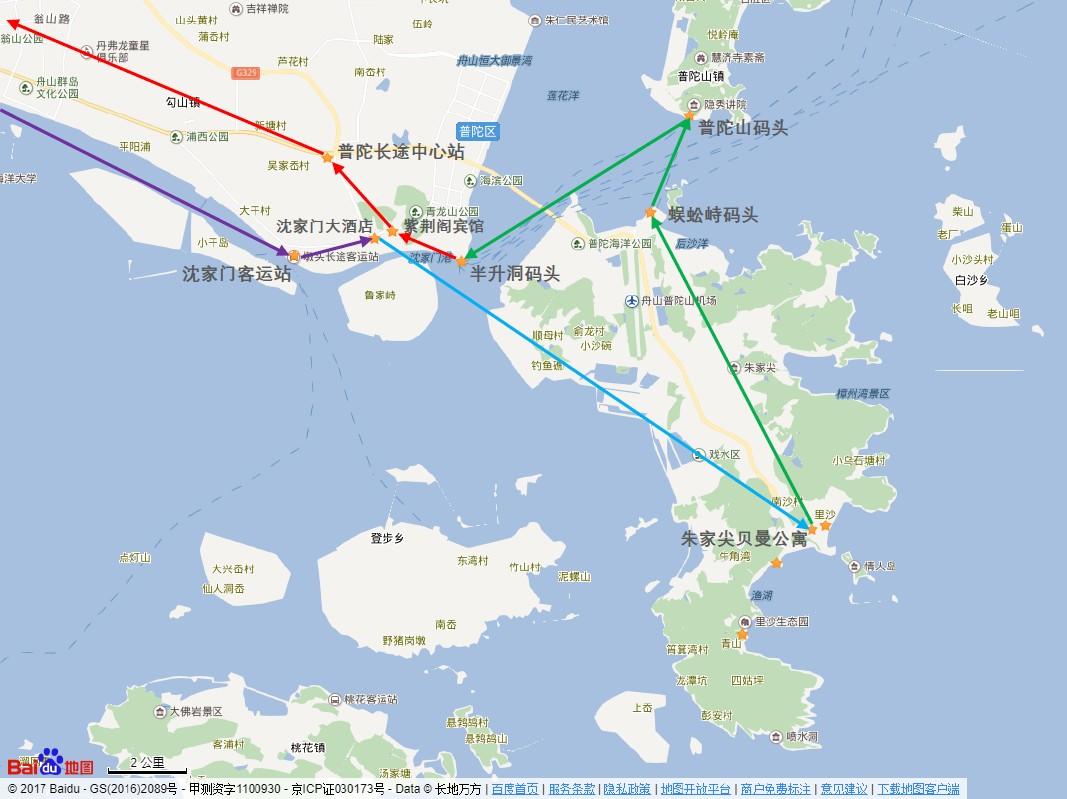 翁山路
吉祥禅院
山头黄村
蒲岙村
伍岭
陆家
朱仁民艺术馆
悦岭庵
翁山公园
丹弗龙童星
俱乐部
芦花村
南岙村
舟山恒大御景湾
慧济寺素斋
普陀山镇
G329
舟山群岛
文化公园
勾山镇
莲花洋
隐秀讲院
普陀山码头
新塘村
普陀区
浦西公园
平阳浦
普陀长途中心站
吴家岙村
海滨公园
海洋大学
大干村
青龙山公园
蜈蚣峙码头
柴山
老厂
蛋山
沈家门大酒店
紫荆阁宾馆
小干岛
普陀海洋公园
后沙洋
墩头长途客运站
沈家门港
小沙头村
沈家门客运站
半升洞码头
白沙乡
鲁家峙
舟山普陀山机场
长咀
老山咀
顺母村
俞龙村
小沙碗
钓鱼礁
朱家尖
樟州湾景区
戏水区
小乌石塘村
南沙村
里沙
登步乡
朱家尖贝曼公寓
点灯山
大兴岙村
东湾村
竹山村
泥螺山
牛角湾
情人岛
仙人洞岙
渔湖
南岙
里沙生态园
野猪岗墩
青山
筲箕湾村
龙潭坑
四姑坪
桃花客运站
大佛岩景区
上岙
彭安村
悬鹁鸪村
悬鹁鸪山
客浦村
桃花镇
喷水洞
Baidu地图
2 公里
汤家塘
© 2017 Baidu - GS(2016)2089号 - 甲测资字1100930 - 京ICP证030173号 - Data © 长地万方 | 百度首页 | 服务条款 | 隐私政策 | 地图开放平台 | 商户免费标注 | 意见建议 | 下载地图客户端